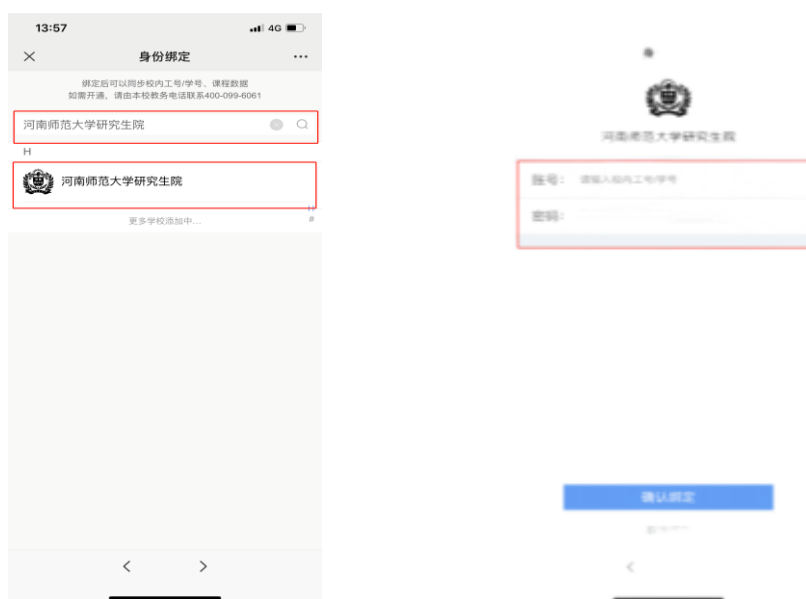 13:57
4G
身份绑定
绑定后可以同步校内工号/学号、课程数据
如需开通，请由本校教务电话联系400-099-6061
河南师范大学研究生院
H
河南师范大学研究生院
H
#
更多学校添加中...
河南师范大学研究生院
账号： 请输入校内工号/学号
密码：
确认绑定